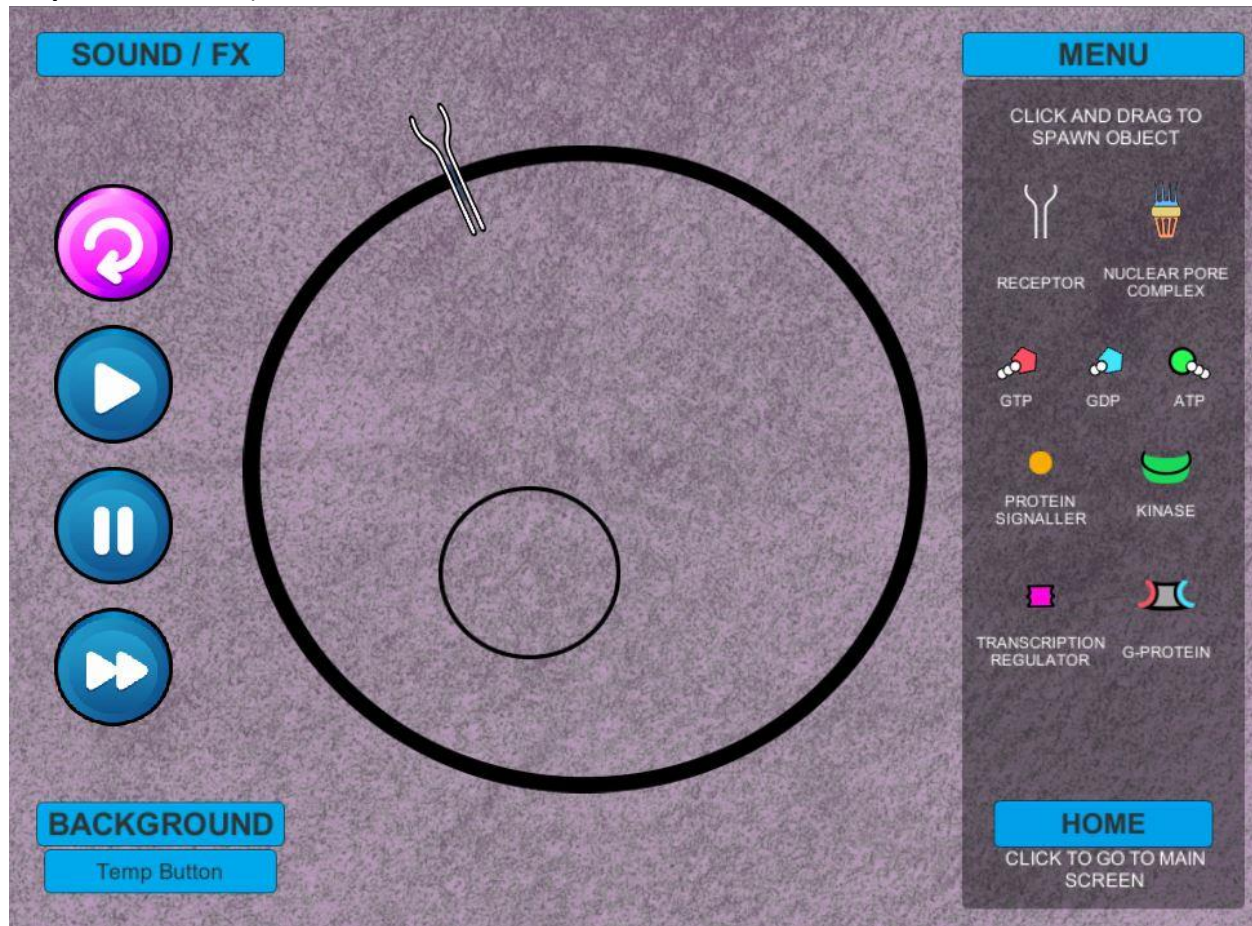 SOUND / FX
MENU
CLICK AND DRAG TO
SPAWN OBJECT
RECEPTOR
NUCLEAR PORE
COMPLEX
GTP
GDP
ATP
PROTEIN
SIGNALLER
KINASE
TRANSCRIPTION
REGULATOR
G-PROTEIN
BACKGROUND
Temp Button
HOME
CLICK TO GO TO MAIN
SCREEN